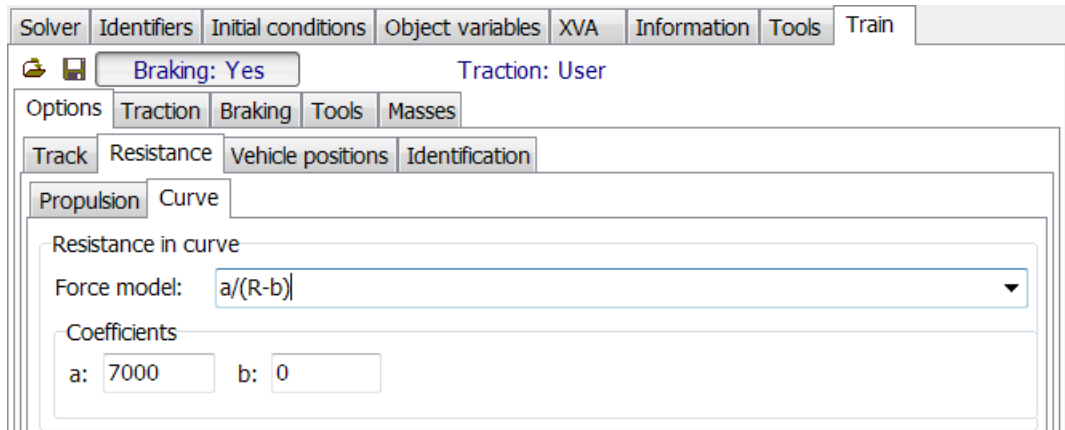 Solver Identifiers Initial conditions Object variables XVA Information Tools Train
Braking: Yes Traction: User
Options Traction Braking Tools Masses
Track Resistance Vehicle positions Identification
Propulsion Curve
Resistance in curve
Force model: a/(R-b)
Coefficients
a: 7000 b: 0